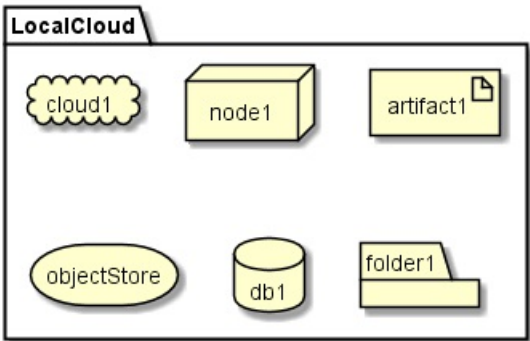 LocalCloud
cloud1
node1
artifact1
objectStore
db1
folder1